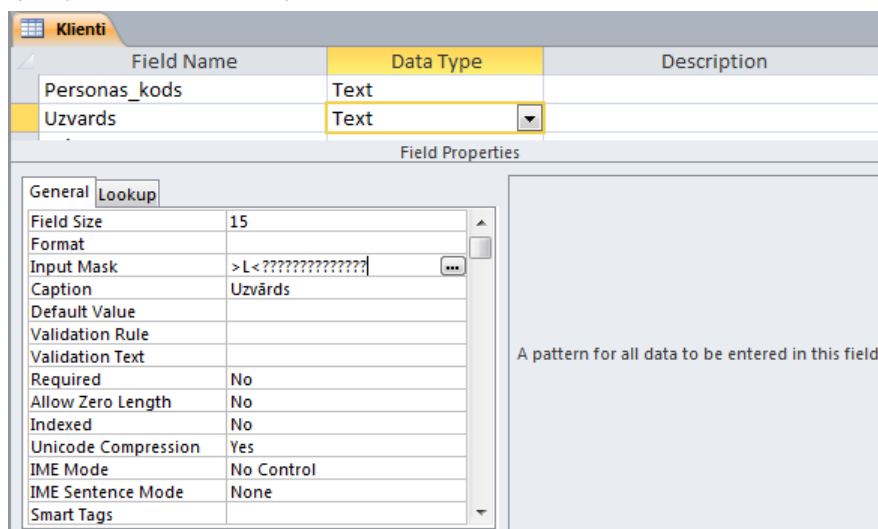 Klienti
Field Name Data Type Description
Personas_kods Text
Uzvards Text
Field Properties
General Lookup
Field Size 15
Format
Input Mask >L<??????????????
Caption Uzvārds
Default Value
Validation Rule
Validation Text
Required No
Allow Zero Length No
Indexed No
Unicode Compression Yes
IME Mode No Control
IME Sentence Mode None
Smart Tags
A pattern for all data to be entered in this field